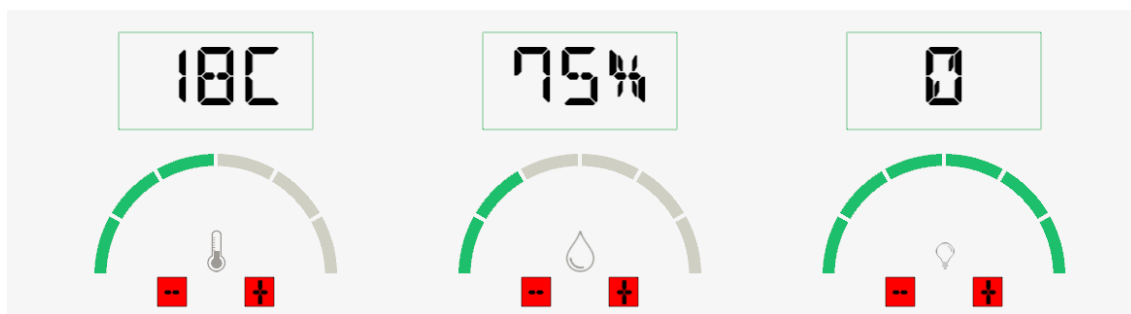 18C 75% 0
-- + -- + -- +